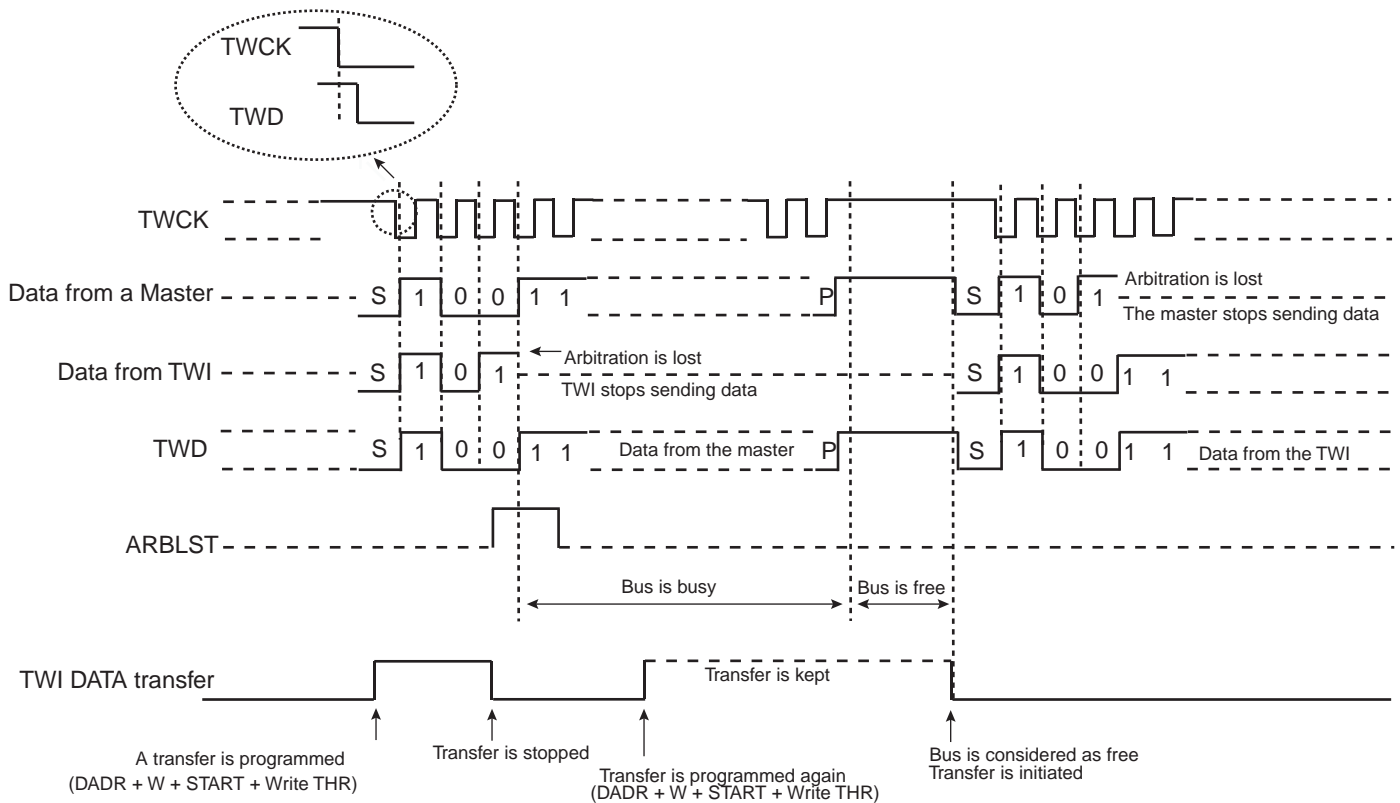 TWCK
TWD
TWCK
Data from a Master S 1 0 0 1 1 P S 1 0 1 Arbitration is lost
The master stops sending data
Data from TWI S 1 0 1 Arbitration is lost S 1 0 0 1 1
TWI stops sending data
TWD S 1 0 0 1 1 Data from the master P S 1 0 0 1 1 Data from the TWI
ARBLST
Bus is busy Bus is free
TWI DATA transfer Transfer is kept
A transfer is programmed
(DADR + W + START + Write THR)
Transfer is stopped
Transfer is programmed again
(DADR + W + START + Write THR)
Bus is considered as free
Transfer is initiated